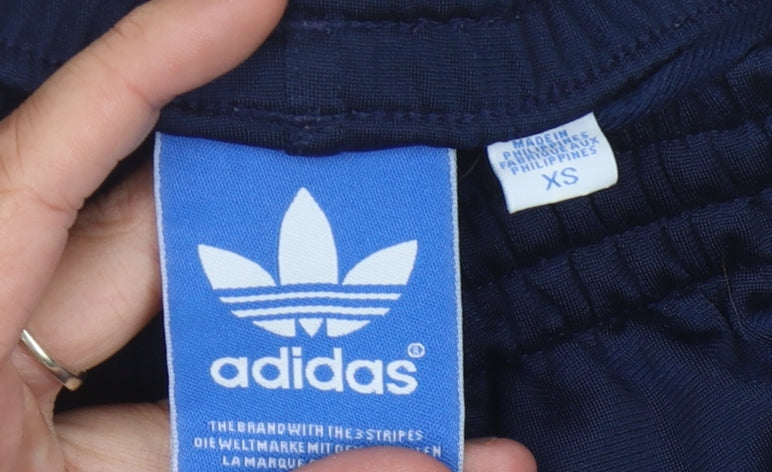 MADE IN
PHILIPPINES
FABRIQUE AUX
PHILIPPINES
XS
adidas®
THE BRAND WITH THE 3 STRIPES
DIE WELTMARKE MIT DEN
LA MARQUE